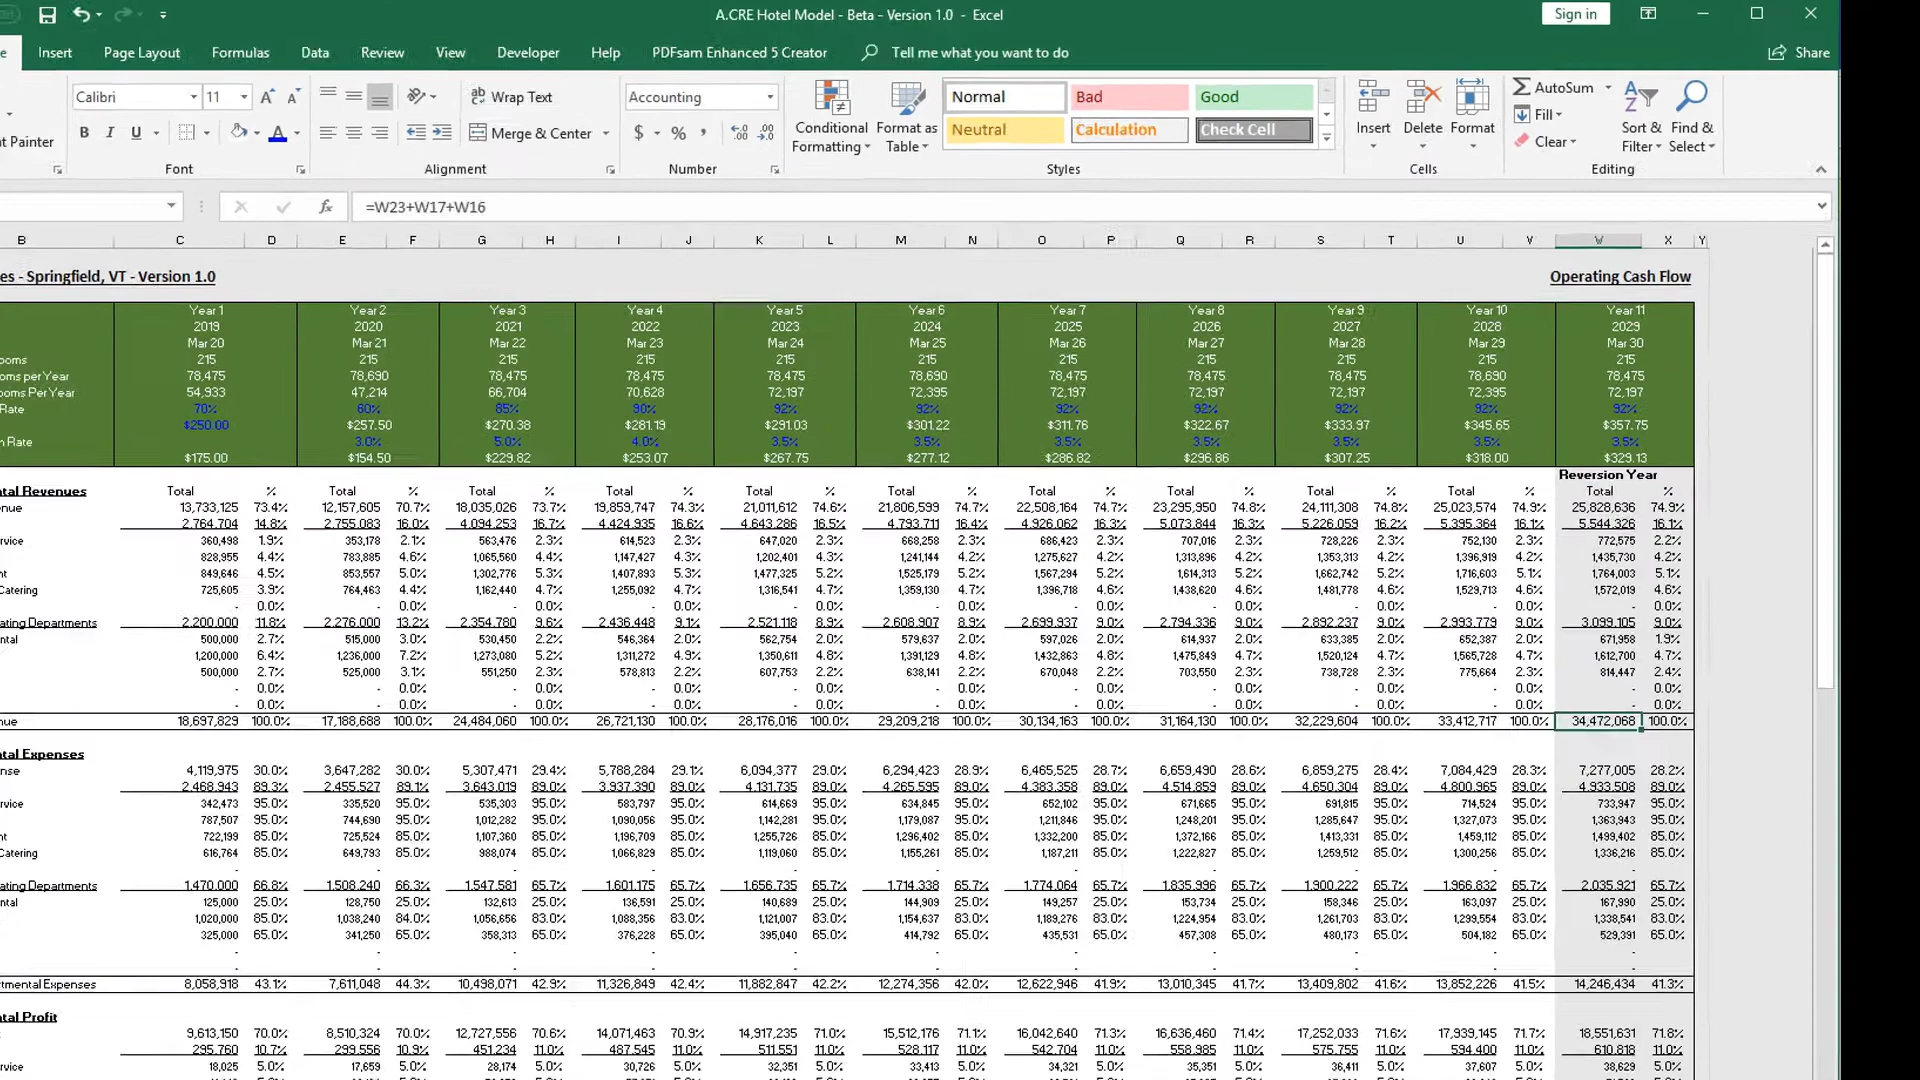 A.CRE Hotel Model - Beta - Version 1.0 - Excel
Sign in
Insert Page Layout Formulas Data Review View Developer Help PDFsam Enhanced 5 Creator Tell me what you want to do Share
Calibri 11 Wrap Text Accounting Normal Bad Good AutoSum
Painter B I U Merge & Center $ % Conditional Formatting Format as Table Neutral Calculation Check Cell Insert Delete Format Fill Clear Sort & Filter Find & Select
Font Alignment Number Styles Cells Editing
fx =W23+W17+W16
B C D E F G H I J K L M N O P Q R S T U V W X Y
es - Springfield, VT - Version 1.0 Operating Cash Flow
Year 1 Year 2 Year 3 Year 4 Year 5 Year 6 Year 7 Year 8 Year 9 Year 10 Year 11
2019 2020 2021 2022 2023 2024 2025 2026 2027 2028 2029
Mar 20 Mar 21 Mar 22 Mar 23 Mar 24 Mar 25 Mar 26 Mar 27 Mar 28 Mar 29 Mar 30
ooms 215 215 215 215 215 215 215 215 215 215 215
oms per Year 78,475 78,690 78,475 78,475 78,475 78,690 78,475 78,475 78,475 78,690 78,475
ooms Per Year 54,933 47,214 66,704 70,628 72,197 72,395 72,197 72,197 72,197 72,395 72,197
Rate 70% 60% 85% 90% 92% 92% 92% 92% 92% 92% 92%
$250.00 $257.50 $270.38 $281.19 $291.03 $301.22 $311.76 $322.67 $333.97 $345.65 $357.75
n Rate 3.0% 5.0% 4.0% 3.5% 3.5% 3.5% 3.5% 3.5% 3.5% 3.5%
$175.00 $154.50 $229.82 $253.07 $267.75 $277.12 $286.82 $296.86 $307.25 $318.00 $329.13
Reversion Year
tal Revenues Total % Total % Total % Total % Total % Total % Total % Total % Total % Total % Total %
nue 13,733,125 73.4% 12,157,605 70.7% 18,035,026 73.7% 19,859,747 74.3% 21,011,612 74.6% 21,806,599 74.7% 22,508,164 74.7% 23,295,950 74.8% 24,111,308 74.8% 25,023,574 74.9% 25,828,636 74.9%
2,764,704 14.8% 2,755,083 16.0% 4,094,253 16.7% 4,424,935 16.6% 4,643,286 16.5% 4,793,711 16.4% 4,926,062 16.3% 5,073,844 16.3% 5,226,059 16.2% 5,395,364 16.1% 5,544,326 16.1%
ervice 360,498 1.9% 353,178 2.1% 563,476 2.3% 614,523 2.3% 647,020 2.3% 668,258 2.3% 686,423 2.3% 707,016 2.3% 728,226 2.3% 752,130 2.3% 772,575 2.2%
828,955 4.4% 783,885 4.6% 1,065,560 4.4% 1,147,427 4.3% 1,202,401 4.3% 1,241,144 4.2% 1,275,627 4.2% 1,313,896 4.2% 1,353,313 4.2% 1,396,919 4.2% 1,435,730 4.2%
nt 849,646 4.5% 853,557 5.0% 1,302,776 5.3% 1,407,893 5.3% 1,477,325 5.2% 1,525,179 5.2% 1,567,294 5.2% 1,614,313 5.2% 1,662,742 5.2% 1,716,603 5.1% 1,764,003 5.1%
Catering 725,605 3.9% 764,463 4.4% 1,162,440 4.7% 1,255,092 4.7% 1,316,541 4.7% 1,359,130 4.7% 1,396,718 4.6% 1,438,620 4.6% 1,481,778 4.6% 1,529,713 4.6% 1,572,019 4.6%
- 0.0% - 0.0% - 0.0% - 0.0% - 0.0% - 0.0% - 0.0% - 0.0% - 0.0% - 0.0% - 0.0%
ating Departments 2,200,000 11.8% 2,276,000 13.2% 2,354,780 9.6% 2,436,448 9.1% 2,521,118 8.9% 2,608,907 8.9% 2,699,937 9.0% 2,794,336 9.0% 2,892,237 9.0% 2,993,779 9.0% 3,099,105 9.0%
ntal 500,000 2.7% 515,000 3.0% 530,450 2.2% 546,364 2.0% 562,754 2.0% 579,637 2.0% 597,026 2.0% 614,937 2.0% 633,385 2.0% 652,387 2.0% 671,958 1.9%
1,200,000 6.4% 1,236,000 7.2% 1,273,080 5.2% 1,311,272 4.9% 1,350,611 4.8% 1,391,129 4.8% 1,432,863 4.8% 1,475,849 4.7% 1,520,124 4.7% 1,565,728 4.7% 1,612,700 4.7%
500,000 2.7% 525,000 3.1% 551,250 2.3% 578,813 2.2% 607,753 2.2% 638,141 2.2% 670,048 2.2% 703,550 2.3% 738,728 2.3% 775,664 2.3% 814,447 2.4%
- 0.0% - 0.0% - 0.0% - 0.0% - 0.0% - 0.0% - 0.0% - 0.0% - 0.0% - 0.0% - 0.0%
- 0.0% - 0.0% - 0.0% - 0.0% - 0.0% - 0.0% - 0.0% - 0.0% - 0.0% - 0.0% - 0.0%
nue 18,697,829 100.0% 17,188,688 100.0% 24,484,060 100.0% 26,721,130 100.0% 28,176,016 100.0% 29,209,218 100.0% 30,134,163 100.0% 31,164,130 100.0% 32,229,604 100.0% 33,412,717 100.0% 34,472,068 100.0%
tal Expenses
nse 4,119,975 30.0% 3,647,282 30.0% 5,307,471 29.4% 5,788,284 29.1% 6,094,377 29.0% 6,294,423 28.9% 6,465,525 28.7% 6,659,490 28.6% 6,859,275 28.4% 7,084,429 28.3% 7,277,005 28.2%
2,468,943 89.3% 2,455,527 89.1% 3,643,019 89.0% 3,937,390 89.0% 4,131,735 89.0% 4,265,595 89.0% 4,383,358 89.0% 4,514,859 89.0% 4,650,304 89.0% 4,800,965 89.0% 4,933,508 89.0%
ervice 342,473 95.0% 335,520 95.0% 535,303 95.0% 583,797 95.0% 614,669 95.0% 634,845 95.0% 652,102 95.0% 671,665 95.0% 691,815 95.0% 714,524 95.0% 733,947 95.0%
787,507 95.0% 744,690 95.0% 1,012,282 95.0% 1,090,056 95.0% 1,142,281 95.0% 1,179,087 95.0% 1,211,846 95.0% 1,248,201 95.0% 1,285,647 95.0% 1,327,073 95.0% 1,363,943 95.0%
nt 722,199 85.0% 725,524 85.0% 1,107,360 85.0% 1,196,709 85.0% 1,255,726 85.0% 1,296,402 85.0% 1,332,200 85.0% 1,372,166 85.0% 1,413,331 85.0% 1,459,112 85.0% 1,499,402 85.0%
Catering 616,764 85.0% 649,793 85.0% 988,074 85.0% 1,066,829 85.0% 1,119,060 85.0% 1,155,261 85.0% 1,187,211 85.0% 1,222,827 85.0% 1,259,512 85.0% 1,300,256 85.0% 1,336,216 85.0%
- - - - - - - - - - -
ating Departments 1,470,000 66.8% 1,508,240 66.3% 1,547,581 65.7% 1,601,175 65.7% 1,656,735 65.7% 1,714,338 65.7% 1,774,064 65.7% 1,835,996 65.7% 1,900,222 65.7% 1,966,832 65.7% 2,035,921 65.7%
ntal 125,000 25.0% 128,750 25.0% 132,613 25.0% 136,591 25.0% 140,689 25.0% 144,909 25.0% 149,257 25.0% 153,734 25.0% 158,346 25.0% 163,097 25.0% 167,990 25.0%
1,020,000 85.0% 1,038,240 84.0% 1,056,656 83.0% 1,088,356 83.0% 1,121,007 83.0% 1,154,637 83.0% 1,189,276 83.0% 1,224,954 83.0% 1,261,703 83.0% 1,299,554 83.0% 1,338,541 83.0%
325,000 65.0% 341,250 65.0% 358,313 65.0% 376,228 65.0% 395,040 65.0% 414,792 65.0% 435,531 65.0% 457,308 65.0% 480,173 65.0% 504,182 65.0% 529,391 65.0%
- - - - - - - - - - -
- - - - - - - - - - -
rtmental Expenses 8,058,918 43.1% 7,611,048 44.3% 10,498,071 42.9% 11,326,849 42.4% 11,882,847 42.2% 12,274,356 42.0% 12,622,946 41.9% 13,010,345 41.7% 13,409,802 41.6% 13,852,226 41.5% 14,246,434 41.3%
tal Profit
9,613,150 70.0% 8,510,324 70.0% 12,727,556 70.6% 14,071,463 70.9% 14,917,235 71.0% 15,512,176 71.1% 16,042,640 71.3% 16,636,460 71.4% 17,252,033 71.6% 17,939,145 71.7% 18,551,631 71.8%
295,760 10.7% 299,556 10.9% 451,234 11.0% 487,545 11.0% 511,551 11.0% 528,117 11.0% 542,704 11.0% 558,985 11.0% 575,755 11.0% 594,400 11.0% 610,818 11.0%
ervice 18,025 5.0% 17,659 5.0% 28,174 5.0% 30,726 5.0% 32,351 5.0% 33,413 5.0% 34,321 5.0% 35,351 5.0% 36,411 5.0% 37,607 5.0% 38,629 5.0%